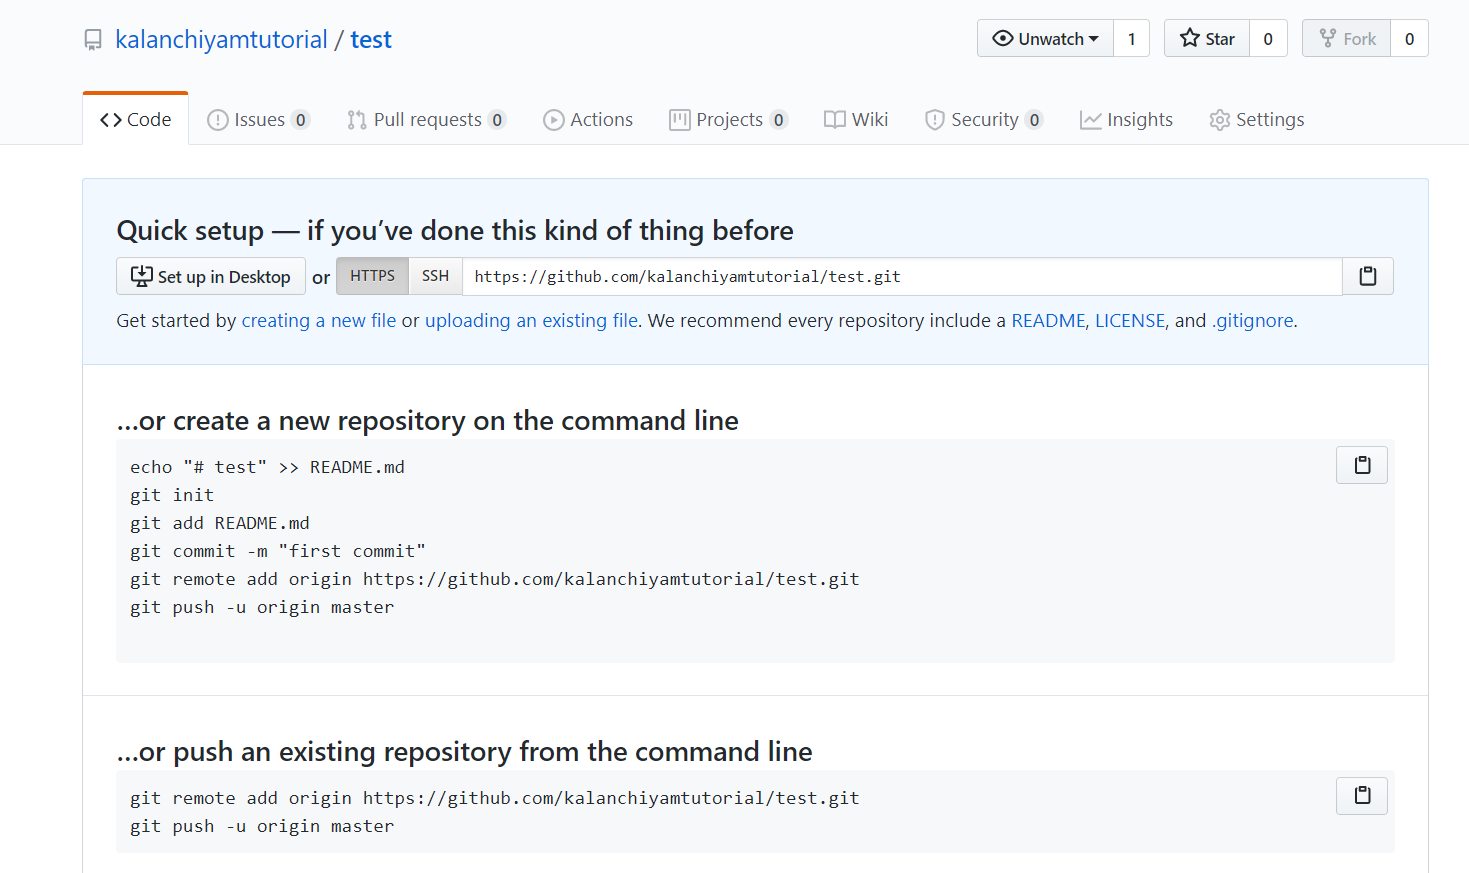 kalanchiyamtutorial / test
Unwatch 1 Star 0 Fork 0
Code Issues 0 Pull requests 0 Actions Projects 0 Wiki Security 0 Insights Settings
Quick setup — if you’ve done this kind of thing before
Set up in Desktop or HTTPS SSH https://github.com/kalanchiyamtutorial/test.git
Get started by creating a new file or uploading an existing file. We recommend every repository include a README, LICENSE, and .gitignore.
…or create a new repository on the command line
echo "# test" >> README.md
git init
git add README.md
git commit -m "first commit"
git remote add origin https://github.com/kalanchiyamtutorial/test.git
git push -u origin master
…or push an existing repository from the command line
git remote add origin https://github.com/kalanchiyamtutorial/test.git
git push -u origin master